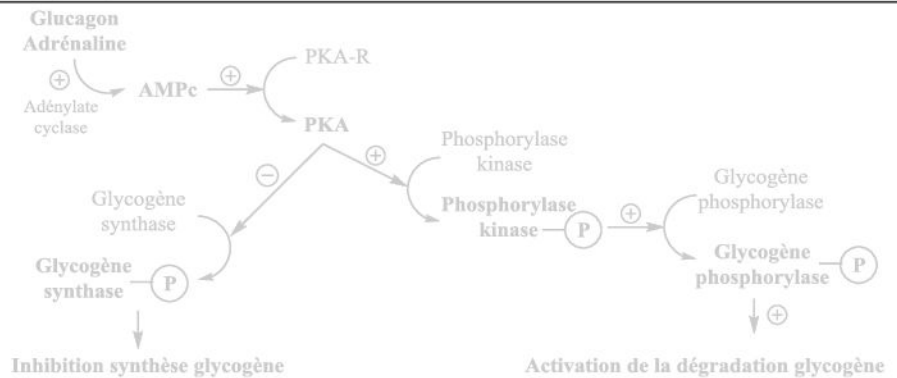 Glucagon
Adrénaline
+
Adénylate
cyclase
AMPc
+
PKA-R
PKA
−
+
Phosphorylase
kinase
Glycogène
synthase
Phosphorylase
kinase
P
+
Glycogène
phosphorylase
Glycogène
synthase
P
Glycogène
phosphorylase
P
+
Inhibition synthèse glycogène
Activation de la dégradation glycogène